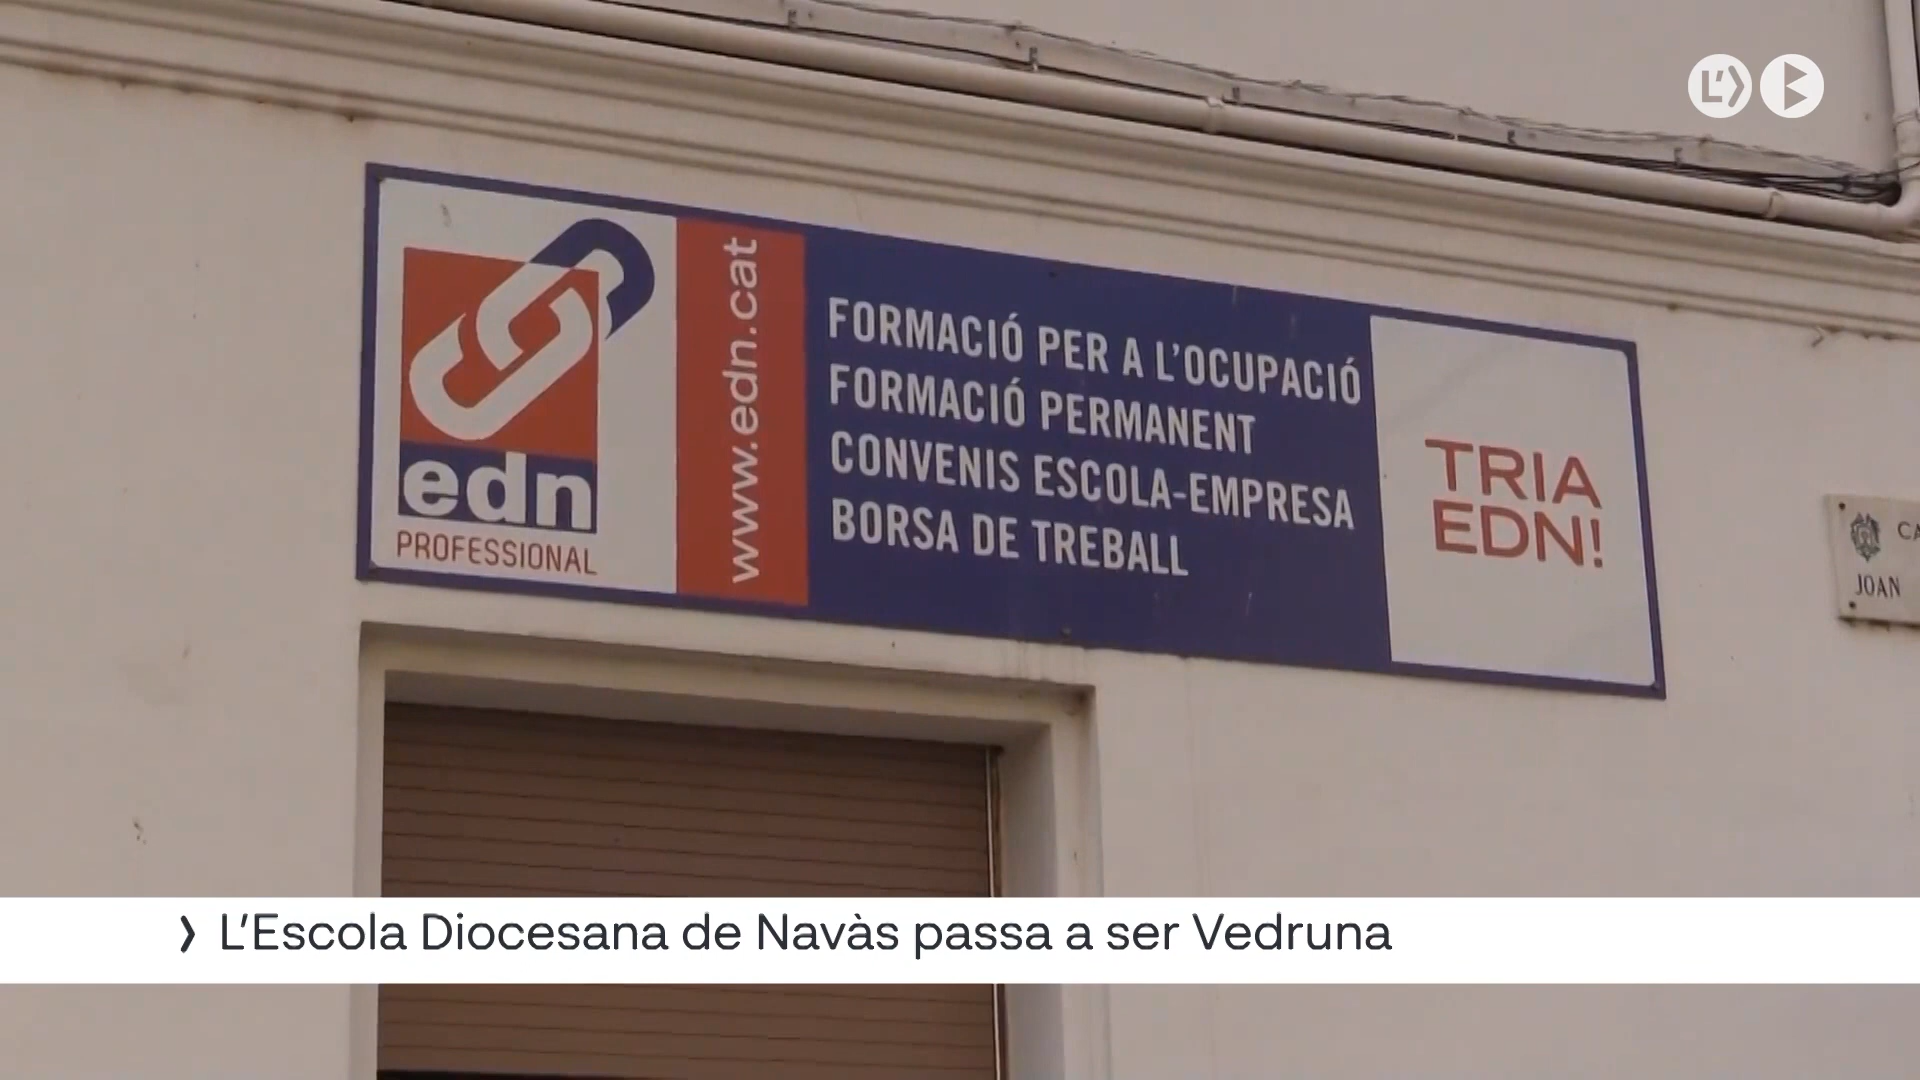 edn
PROFESSIONAL
www.edn.cat
FORMACIÓ PER A L'OCUPACIÓ
FORMACIÓ PERMANENT
CONVENIS ESCOLA-EMPRESA
BORSA DE TREBALL
TRIA
EDN!
JOAN
L'Escola Diocesana de Navàs passa a ser Vedruna